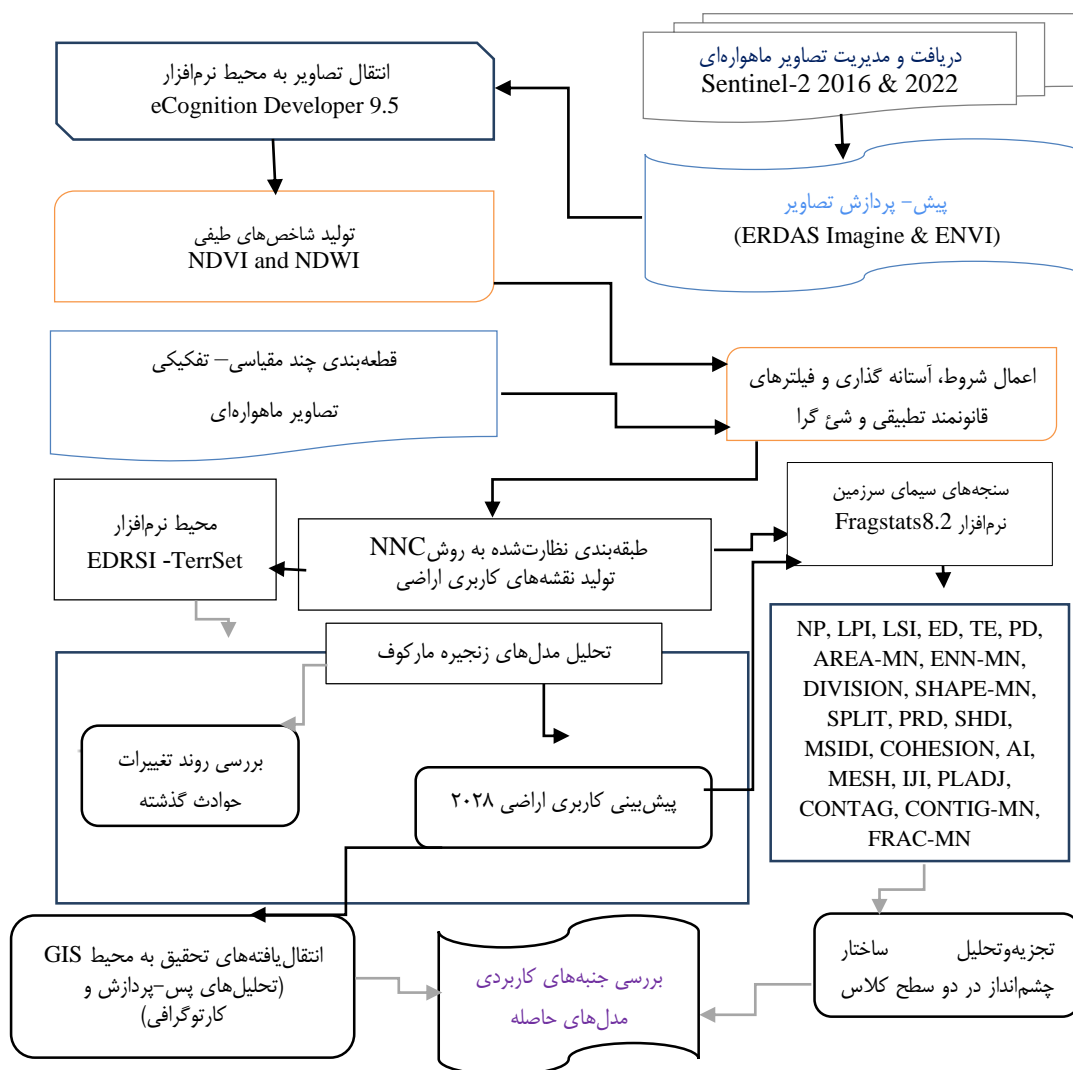 دریافت و مدیریت تصاویر ماهواره‌ای
Sentinel-2 2016 & 2022
انتقال تصاویر به محیط نرم‌افزار
eCognition Developer 9.5
پیش- پردازش تصاویر
(ERDAS Imagine & ENVI)
تولید شاخص‌های طیفی
NDVI and NDWI
قطعه‌بندی چند مقیاسی– تفکیکی
تصاویر ماهواره‌ای
اعمال شروط، آستانه گذاری و فیلترهای
قانونمند تطبیقی و شئ گرا
سنجه‌های سیمای سرزمین
نرم‌افزار Fragstats8.2
طبقه‌بندی نظارت‌شده به روش NNC
تولید نقشه‌های کاربری اراضی
محیط نرم‌افزار
EDRSI -TerrSet
تحلیل مدل‌های زنجیره مارکوف
بررسی روند تغییرات
حوادث گذشته
پیش‌بینی کاربری اراضی ۲۰۲۸
NP, LPI, LSI, ED, TE, PD,
AREA-MN, ENN-MN,
DIVISION, SHAPE-MN,
SPLIT, PRD, SHDI,
MSIDI, COHESION, AI,
MESH, IJI, PLADJ,
CONTAG, CONTIG-MN,
FRAC-MN
تجزیه‌وتحلیل ساختار
چشم‌انداز در دو سطح کلاس
بررسی جنبه‌های کاربردی
مدل‌های حاصله
انتقال‌یافته‌های تحقیق به محیط GIS
(تحلیل‌های پس-پردازش و
کارتوگرافی)